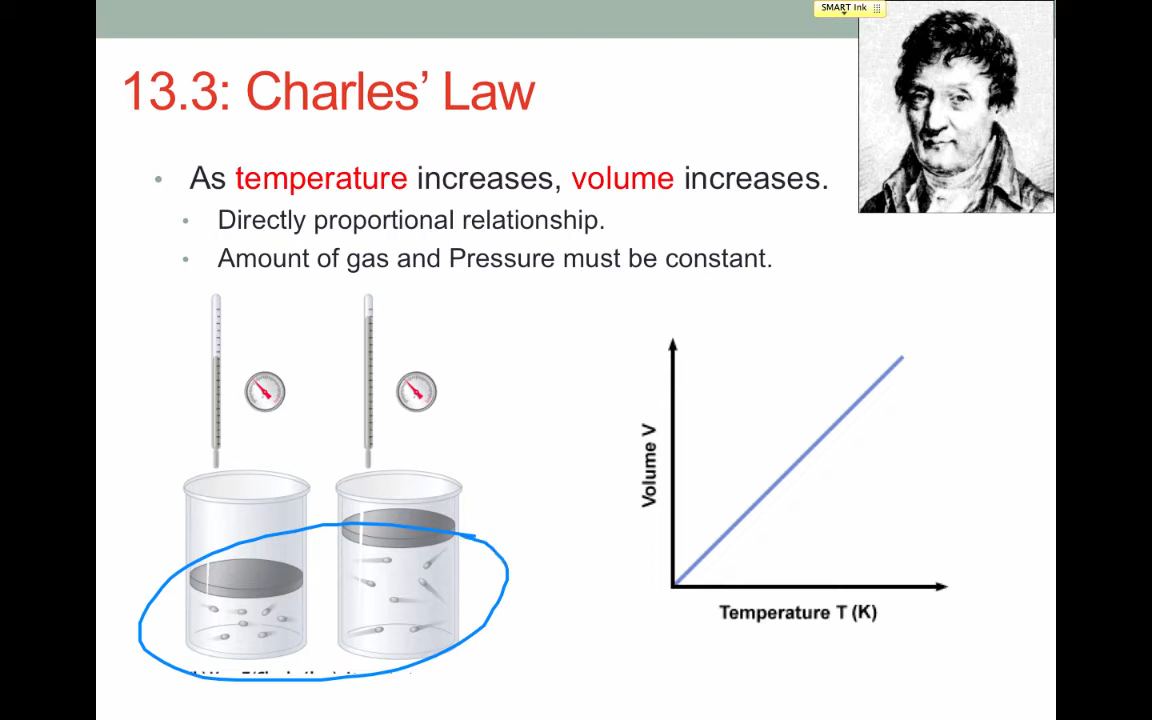 SMART Ink
13.3: Charles’ Law
• As temperature increases, volume increases.
• Directly proportional relationship.
• Amount of gas and Pressure must be constant.
Volume V
Temperature T (K)